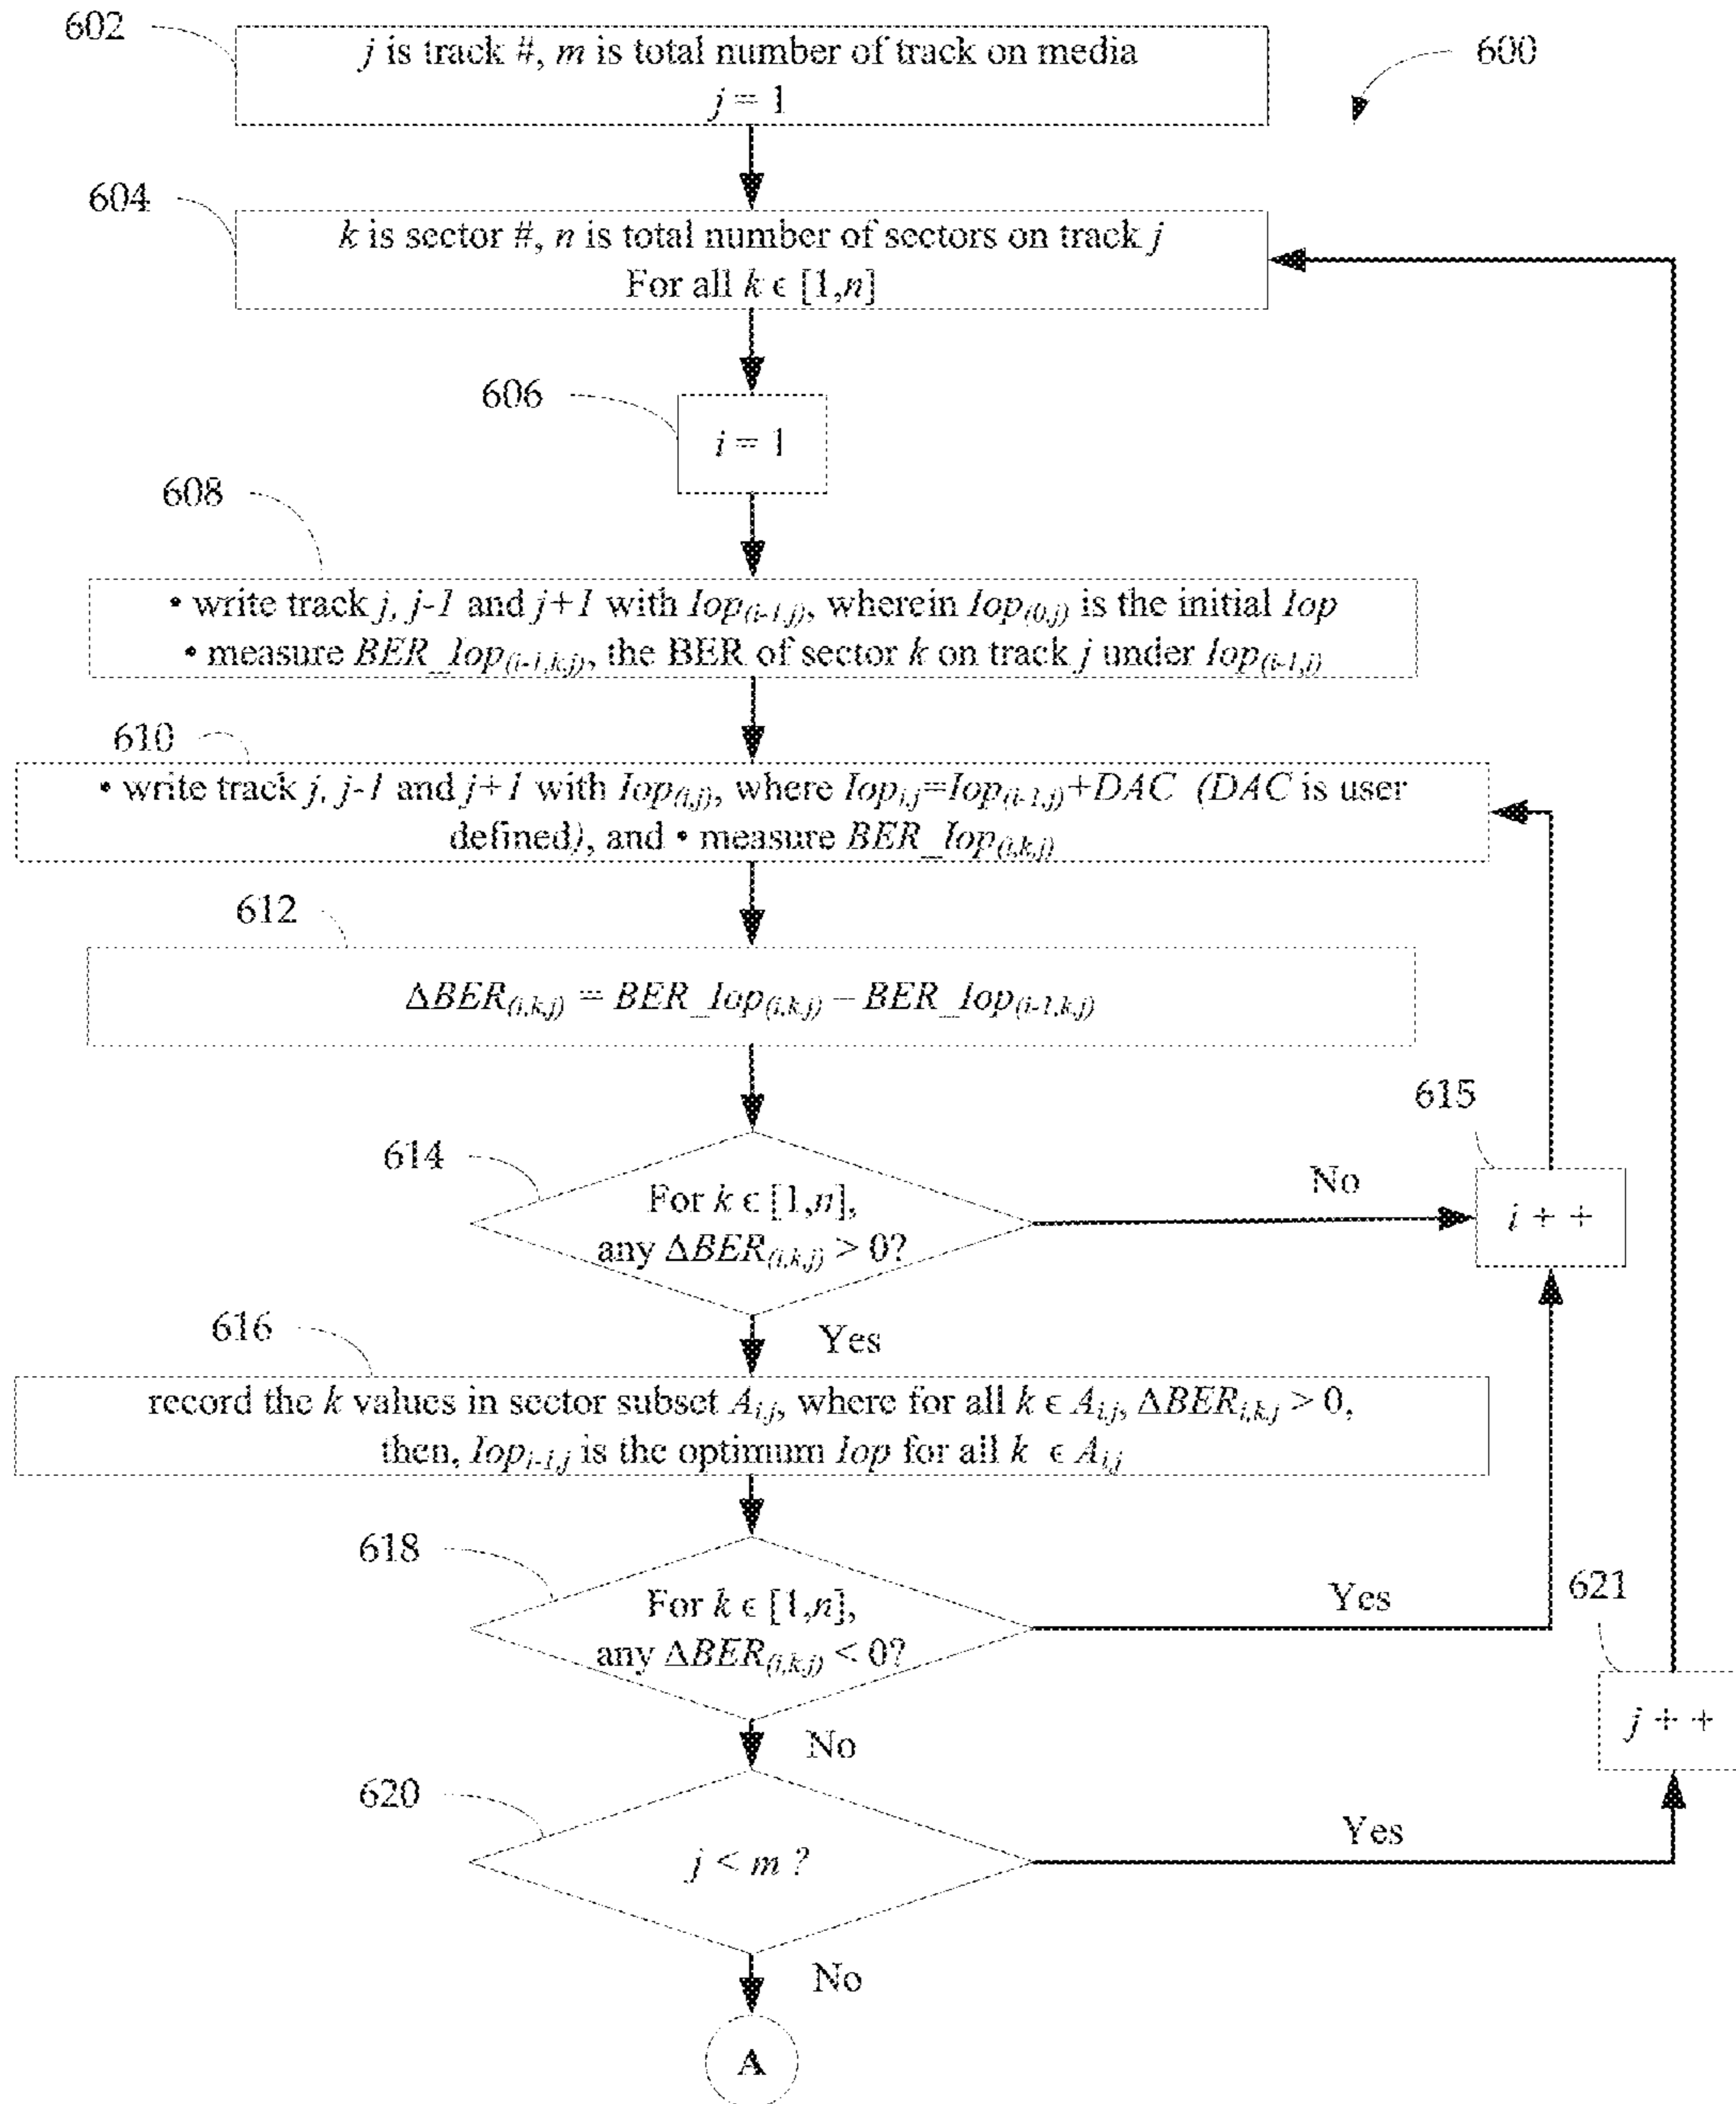 602
j is track #, m is total number of track on media
j = 1
600
604
k is sector #, n is total number of sectors on track j
For all k ϵ [1,n]
606
i = 1
608
• write track j, j-1 and j+1 with Iop(i-1,j), wherein Iop(0,j) is the initial Iop
• measure BER_Iop(i-1,k,j), the BER of sector k on track j under Iop(i-1,j)
610
• write track j, j-1 and j+1 with Iop(i,j), where Iopi,j=Iop(i-1,j)+DAC (DAC is user
defined), and • measure BER_Iop(i,k,j)
612
ΔBER(i,k,j) = BER_Iop(i,k,j) – BER_Iop(i-1,k,j)
614
For k ϵ [1,n],
any ΔBER(i,k,j) > 0?
No
615
i + +
Yes
616
record the k values in sector subset Ai,j, where for all k ϵ Ai,j, ΔBERi,k,j > 0,
then, Iopi-1,j is the optimum Iop for all k ϵ Ai,j
618
For k ϵ [1,n],
any ΔBER(i,k,j) < 0?
Yes
621
j + +
No
620
j < m ?
Yes
No
A